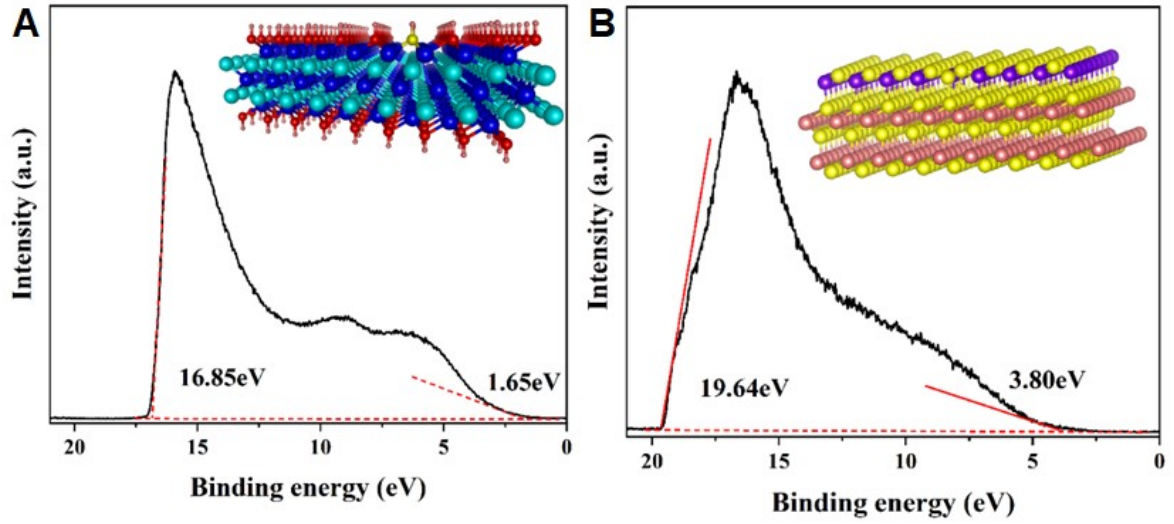 A
Intensity (a.u.)
16.85eV
1.65eV
20
15
10
5
0
Binding energy (eV)
B
Intensity (a.u.)
19.64eV
3.80eV
20
15
10
5
0
Binding energy (eV)